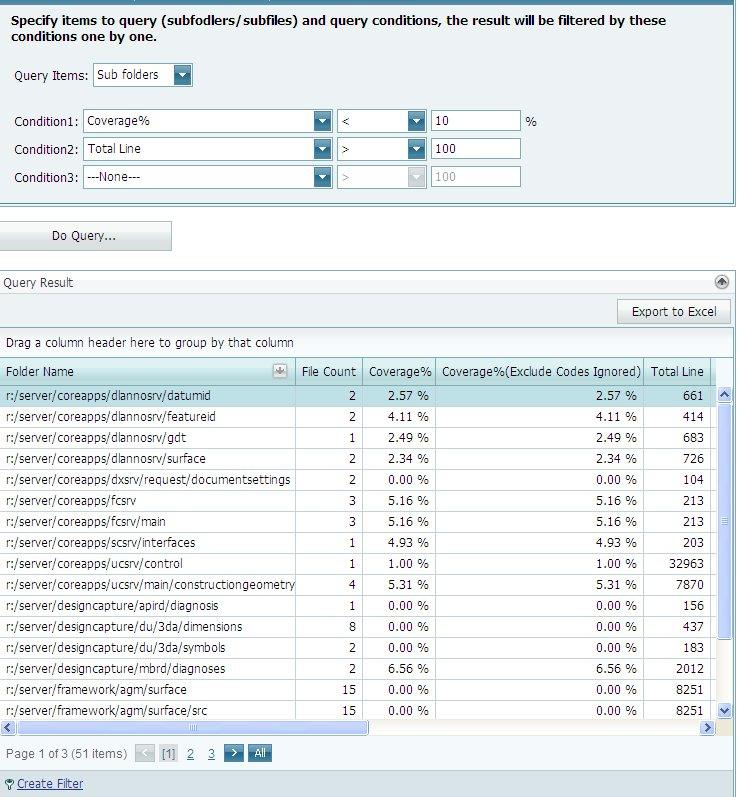 Specify items to query (subfodlers/subfiles) and query conditions, the result will be filtered by these
conditions one by one.
Query Items: Sub folders
Condition1: Coverage% < 10 %
Condition2: Total Line > 100
Condition3: ---None--- > 100
Do Query...
Query Result
Export to Excel
Drag a column header here to group by that column
Folder Name File Count Coverage% Coverage%(Exclude Codes Ignored) Total Line
r:/server/coreapps/dlannosrv/datumid 2 2.57 % 2.57 % 661
r:/server/coreapps/dlannosrv/featureid 2 4.11 % 4.11 % 414
r:/server/coreapps/dlannosrv/gdt 1 2.49 % 2.49 % 683
r:/server/coreapps/dlannosrv/surface 2 2.34 % 2.34 % 726
r:/server/coreapps/dxsrv/request/documentsettings 2 0.00 % 0.00 % 104
r:/server/coreapps/fcsrv 3 5.16 % 5.16 % 213
r:/server/coreapps/fcsrv/main 3 5.16 % 5.16 % 213
r:/server/coreapps/scsrv/interfaces 1 4.93 % 4.93 % 203
r:/server/coreapps/ucsrv/control 1 1.00 % 1.00 % 32963
r:/server/coreapps/ucsrv/main/constructiongeometry 4 5.31 % 5.31 % 7870
r:/server/designcapture/apird/diagnosis 1 0.00 % 0.00 % 156
r:/server/designcapture/du/3da/dimensions 8 0.00 % 0.00 % 437
r:/server/designcapture/du/3da/symbols 2 0.00 % 0.00 % 183
r:/server/designcapture/mbrd/diagnoses 2 6.56 % 6.56 % 2012
r:/server/framework/agm/surface 15 0.00 % 0.00 % 8251
r:/server/framework/agm/surface/src 15 0.00 % 0.00 % 8251
Page 1 of 3 (51 items) < [1] 2 3 > All
Create Filter